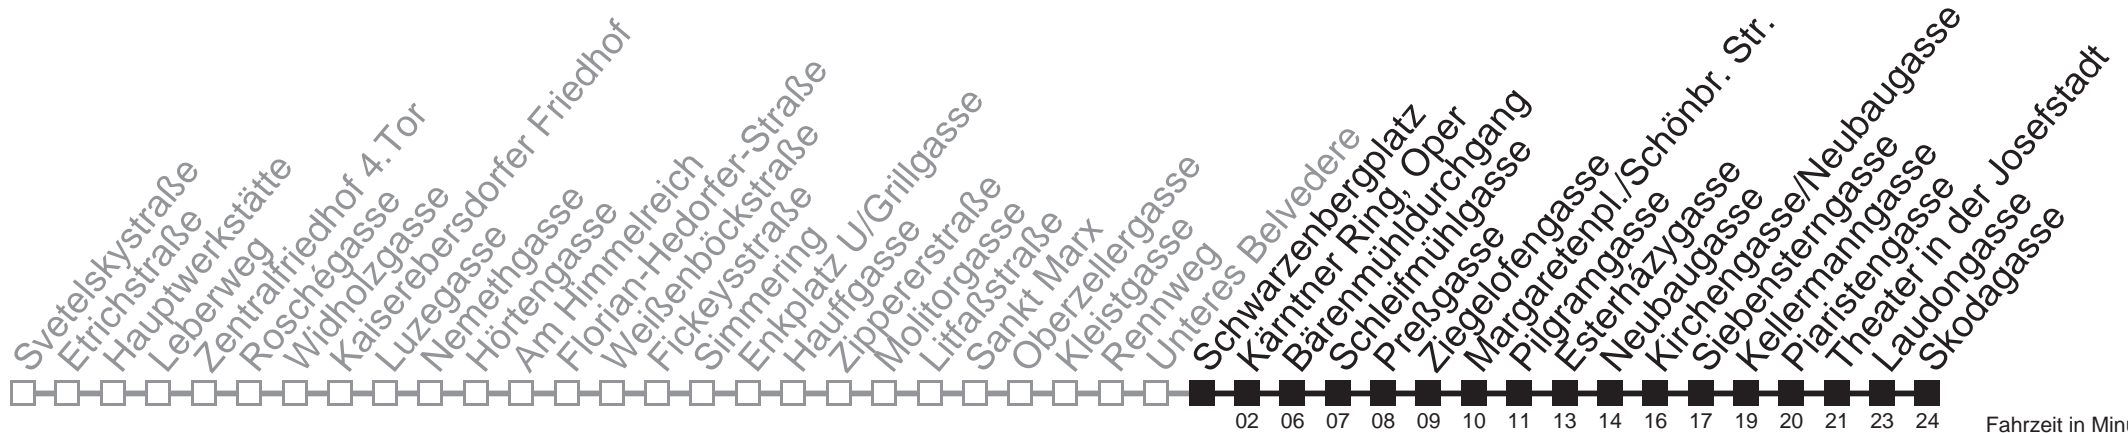 Svetelskystraße
Etrichstraße
Hauptwerkstätte
Leberweg
Zentralfriedhof 4.Tor
Roschégasse
Widholzgasse
Kaiserebersdorfer Friedhof
Luzegasse
Nemethgasse
Hörtengasse
Am Himmelreich
Florian-Hedorfer-Straße
Weißenböckstraße
Fickeysstraße
Simmering
Enkplatz U/Grillgasse
Hauffgasse
Zippererstraße
Molitorgasse
Litfaßstraße
Sankt Marx
Oberzellergasse
Kleistgasse
Rennweg
Unteres Belvedere
Schwarzenbergplatz
Kärntner Ring, Oper
Bärenmühldurchgang
Schleifmühlgasse
Preßgasse
Ziegelofengasse
Margaretenpl./Schönbr. Str.
Pilgramgasse
Esterházygasse
Neubaugasse
Kirchengasse/Neubaugasse
Siebensterngasse
Kellermanngasse
Piaristengasse
Theater in der Josefstadt
Laudongasse
Skodagasse
02 06 07 08 09 10 11 13 14 16 17 19 20 21 23 24
Fahrzeit in Min